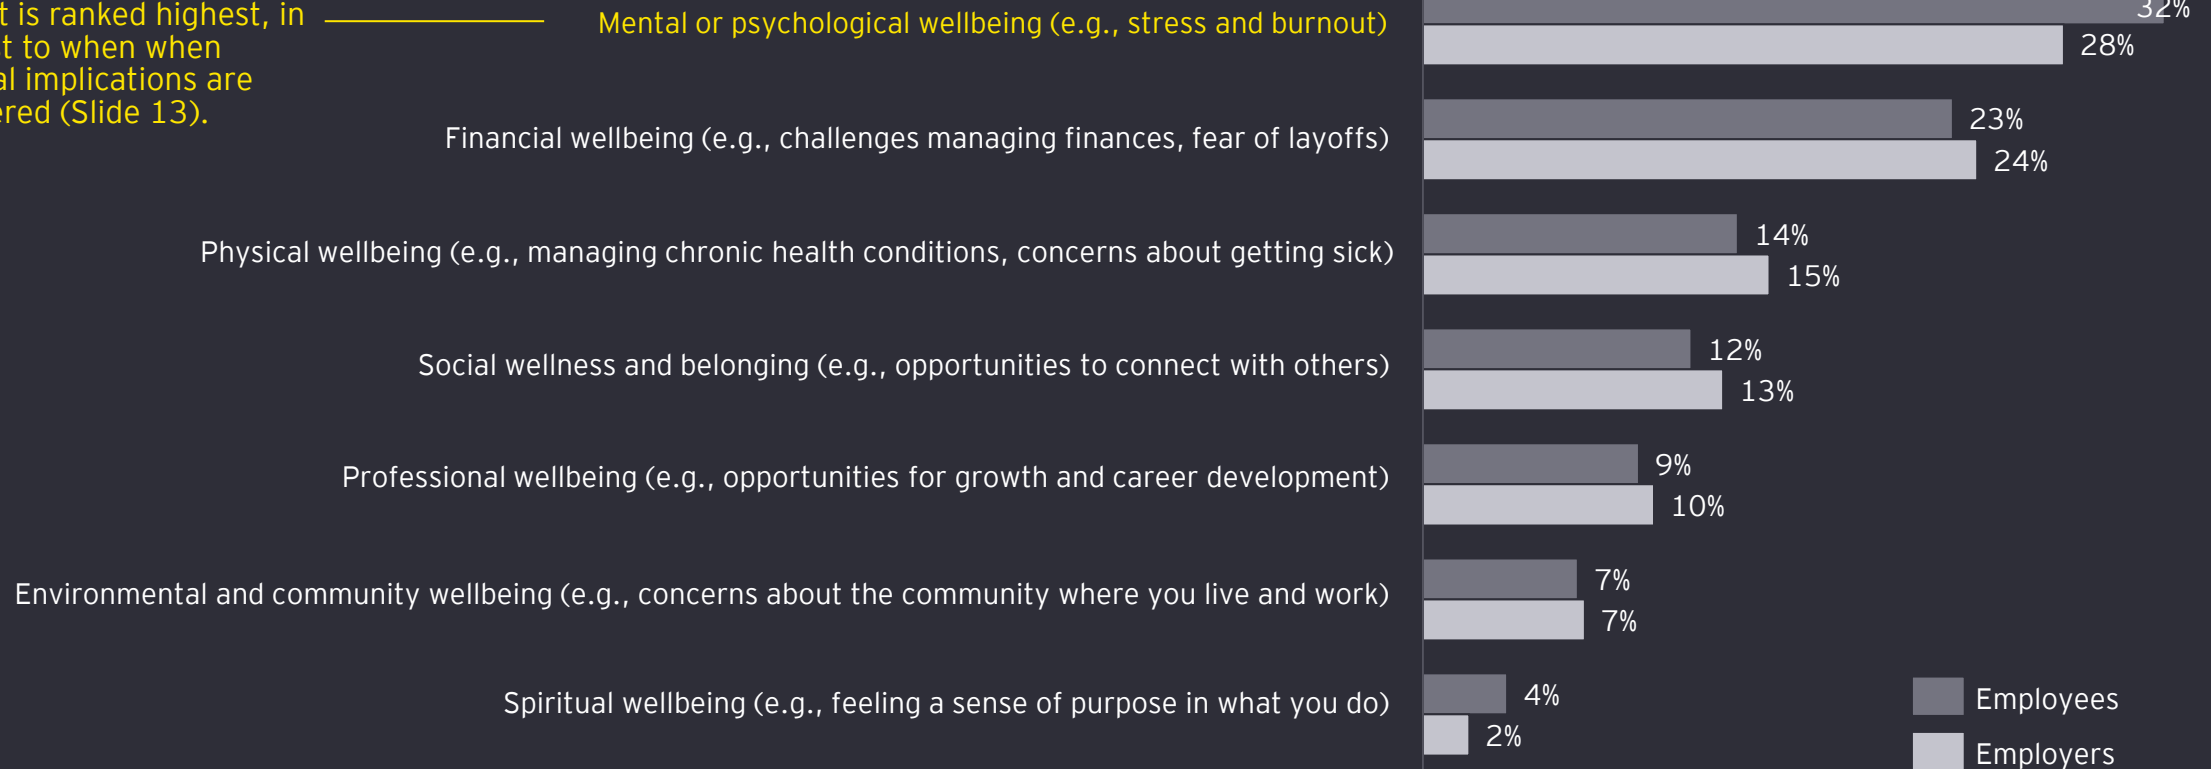 is ranked highest, in
to when when
implications are
(Slide 13).
Mental or psychological wellbeing (e.g., stress and burnout)
32%
28%
Financial wellbeing (e.g., challenges managing finances, fear of layoffs)
23%
24%
Physical wellbeing (e.g., managing chronic health conditions, concerns about getting sick)
14%
15%
Social wellness and belonging (e.g., opportunities to connect with others)
12%
13%
Professional wellbeing (e.g., opportunities for growth and career development)
9%
10%
Environmental and community wellbeing (e.g., concerns about the community where you live and work)
7%
7%
Spiritual wellbeing (e.g., feeling a sense of purpose in what you do)
4%
2%
Employees
Employers